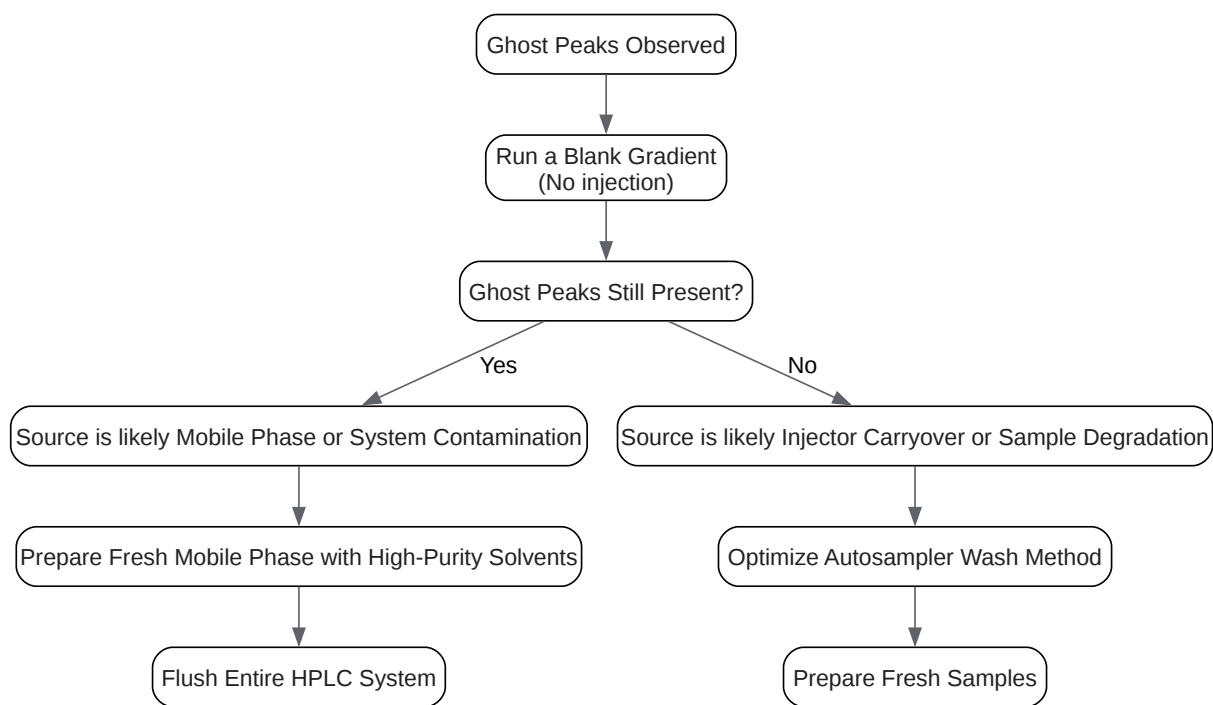 Ghost Peaks Observed
Run a Blank Gradient
(No injection)
Ghost Peaks Still Present?
Yes
No
Source is likely Mobile Phase or System Contamination
Source is likely Injector Carryover or Sample Degradation
Prepare Fresh Mobile Phase with High-Purity Solvents
Optimize Autosampler Wash Method
Flush Entire HPLC System
Prepare Fresh Samples